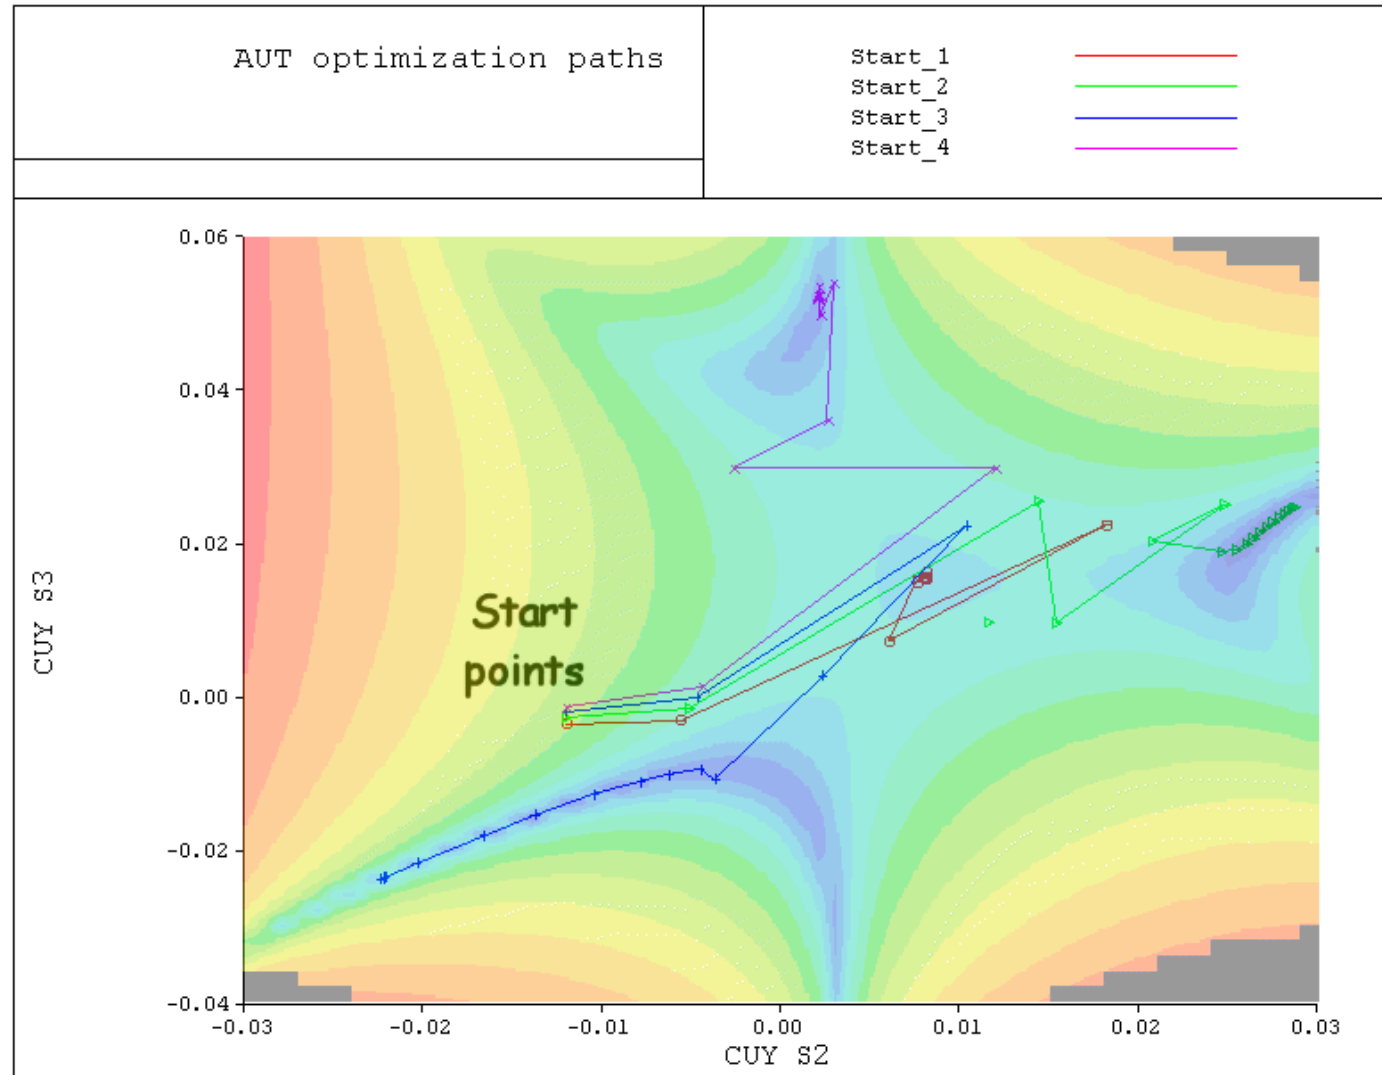 AUT optimization paths
Start_1
Start_2
Start_3
Start_4
0.06
0.04
0.02
0.00
-0.02
-0.04
CUY S3
Start
points
-0.03
-0.02
-0.01
0.00
0.01
0.02
0.03
CUY S2